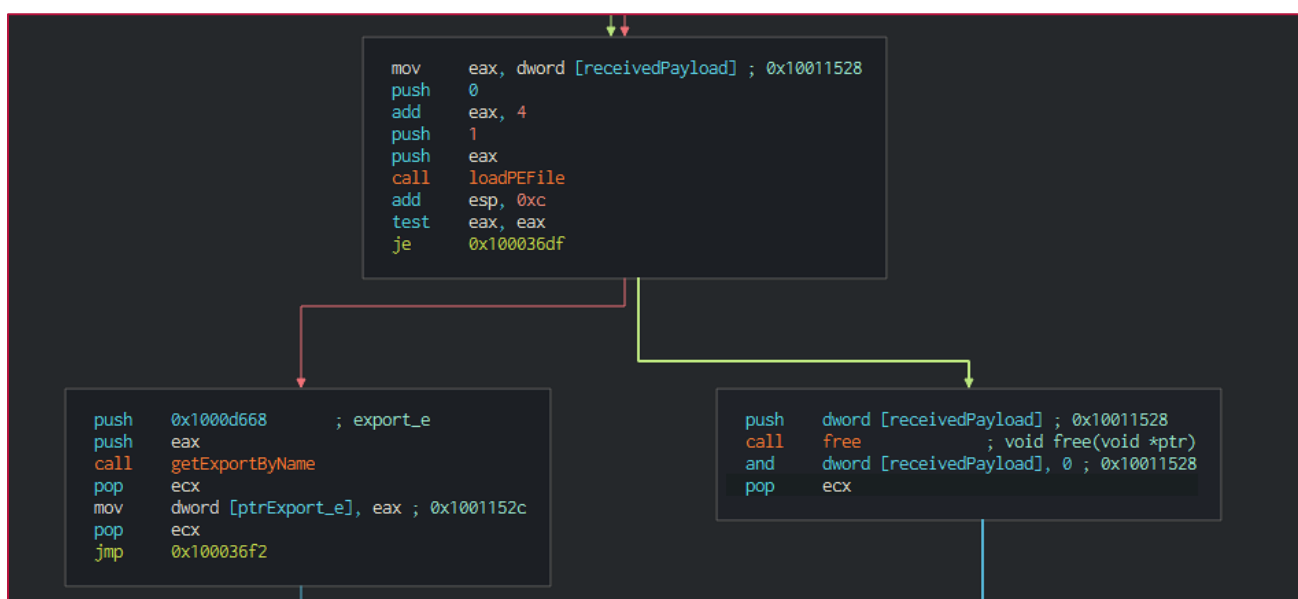 mov eax, dword [receivedPayload] ; 0x10011528
push 0
add eax, 4
push 1
push eax
call loadPEFile
add esp, 0xc
test eax, eax
je 0x100036df
push 0x1000d668 ; export_e
push eax
call getExportByName
pop ecx
mov dword [ptrExport_e], eax ; 0x1001152c
pop ecx
jmp 0x100036f2
push dword [receivedPayload] ; 0x10011528
call free ; void free(void *ptr)
and dword [receivedPayload], 0 ; 0x10011528
pop ecx